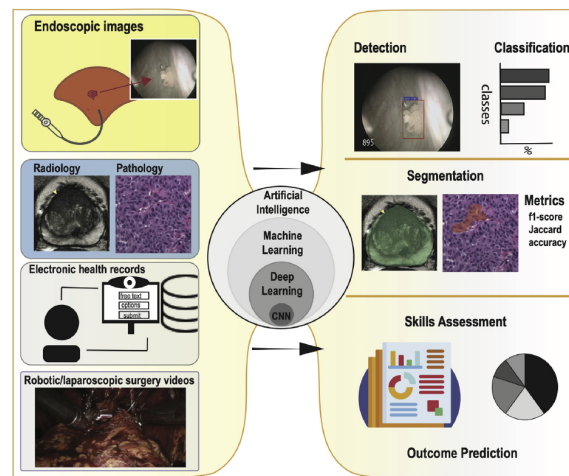 Endoscopic images
Radiology
Pathology
Electronic health records
free text
options
submit
Robotic/laparoscopic surgery videos
Artificial
Intelligence
Machine
Learning
Deep
Learning
CNN
Detection
895
Classification
classes
%
Segmentation
Metrics
f1-score
Jaccard
accuracy
Skills Assessment
Outcome Prediction